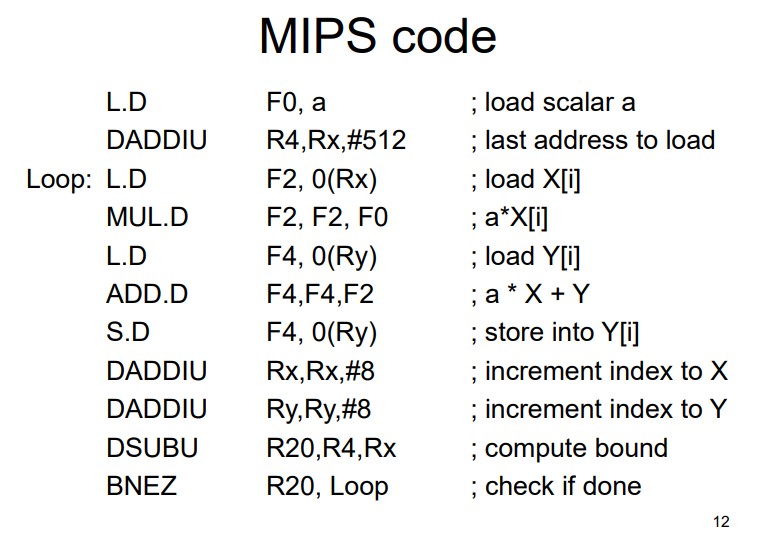 MIPS code
L.D F0, a ; load scalar a
DADDIU R4,Rx,#512 ; last address to load
Loop: L.D F2, 0(Rx) ; load X[i]
MUL.D F2, F2, F0 ; a*X[i]
L.D F4, 0(Ry) ; load Y[i]
ADD.D F4,F4,F2 ; a * X + Y
S.D F4, 0(Ry) ; store into Y[i]
DADDIU Rx,Rx,#8 ; increment index to X
DADDIU Ry,Ry,#8 ; increment index to Y
DSUBU R20,R4,Rx ; compute bound
BNEZ R20, Loop ; check if done
12